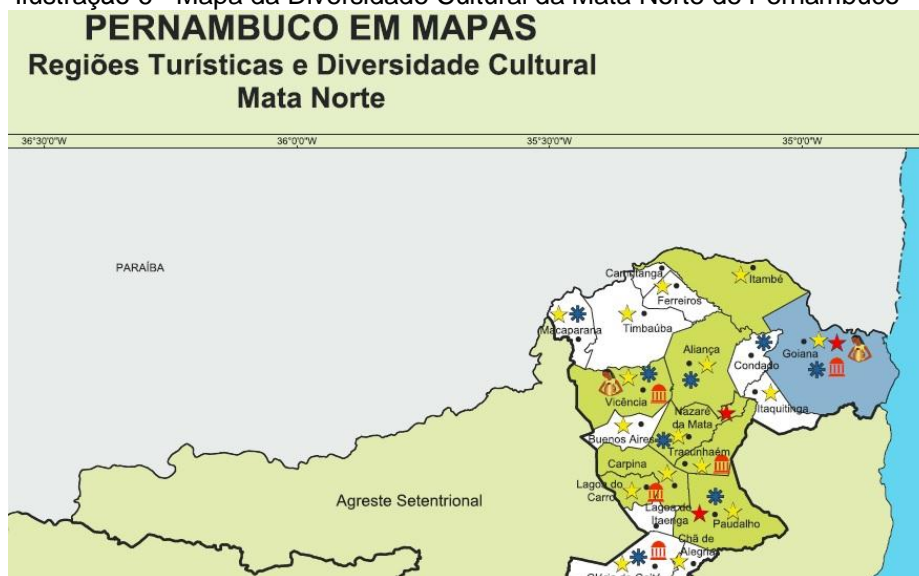 Ilustração 3 - Mapa da Diversidade Cultural da Mata Norte de Pernambuco
PERNAMBUCO EM MAPAS
Regiões Turísticas e Diversidade Cultural
Mata Norte
36°30'0"W
36°0'0"W
35°30'0"W
35°0'0"W
PARAÍBA
Camutanga
Itambé
Ferreiros
Macaparana
Timbaúba
Aliança
Condado
Goiana
Vicência
Itaquitinga
Nazaré
da Mata
Buenos Aires
Tracunhaém
Carpina
Lagoa do
Carro
Agreste Setentrional
Lagoa do
Itaenga
Paudalho
Chã de
Alegria